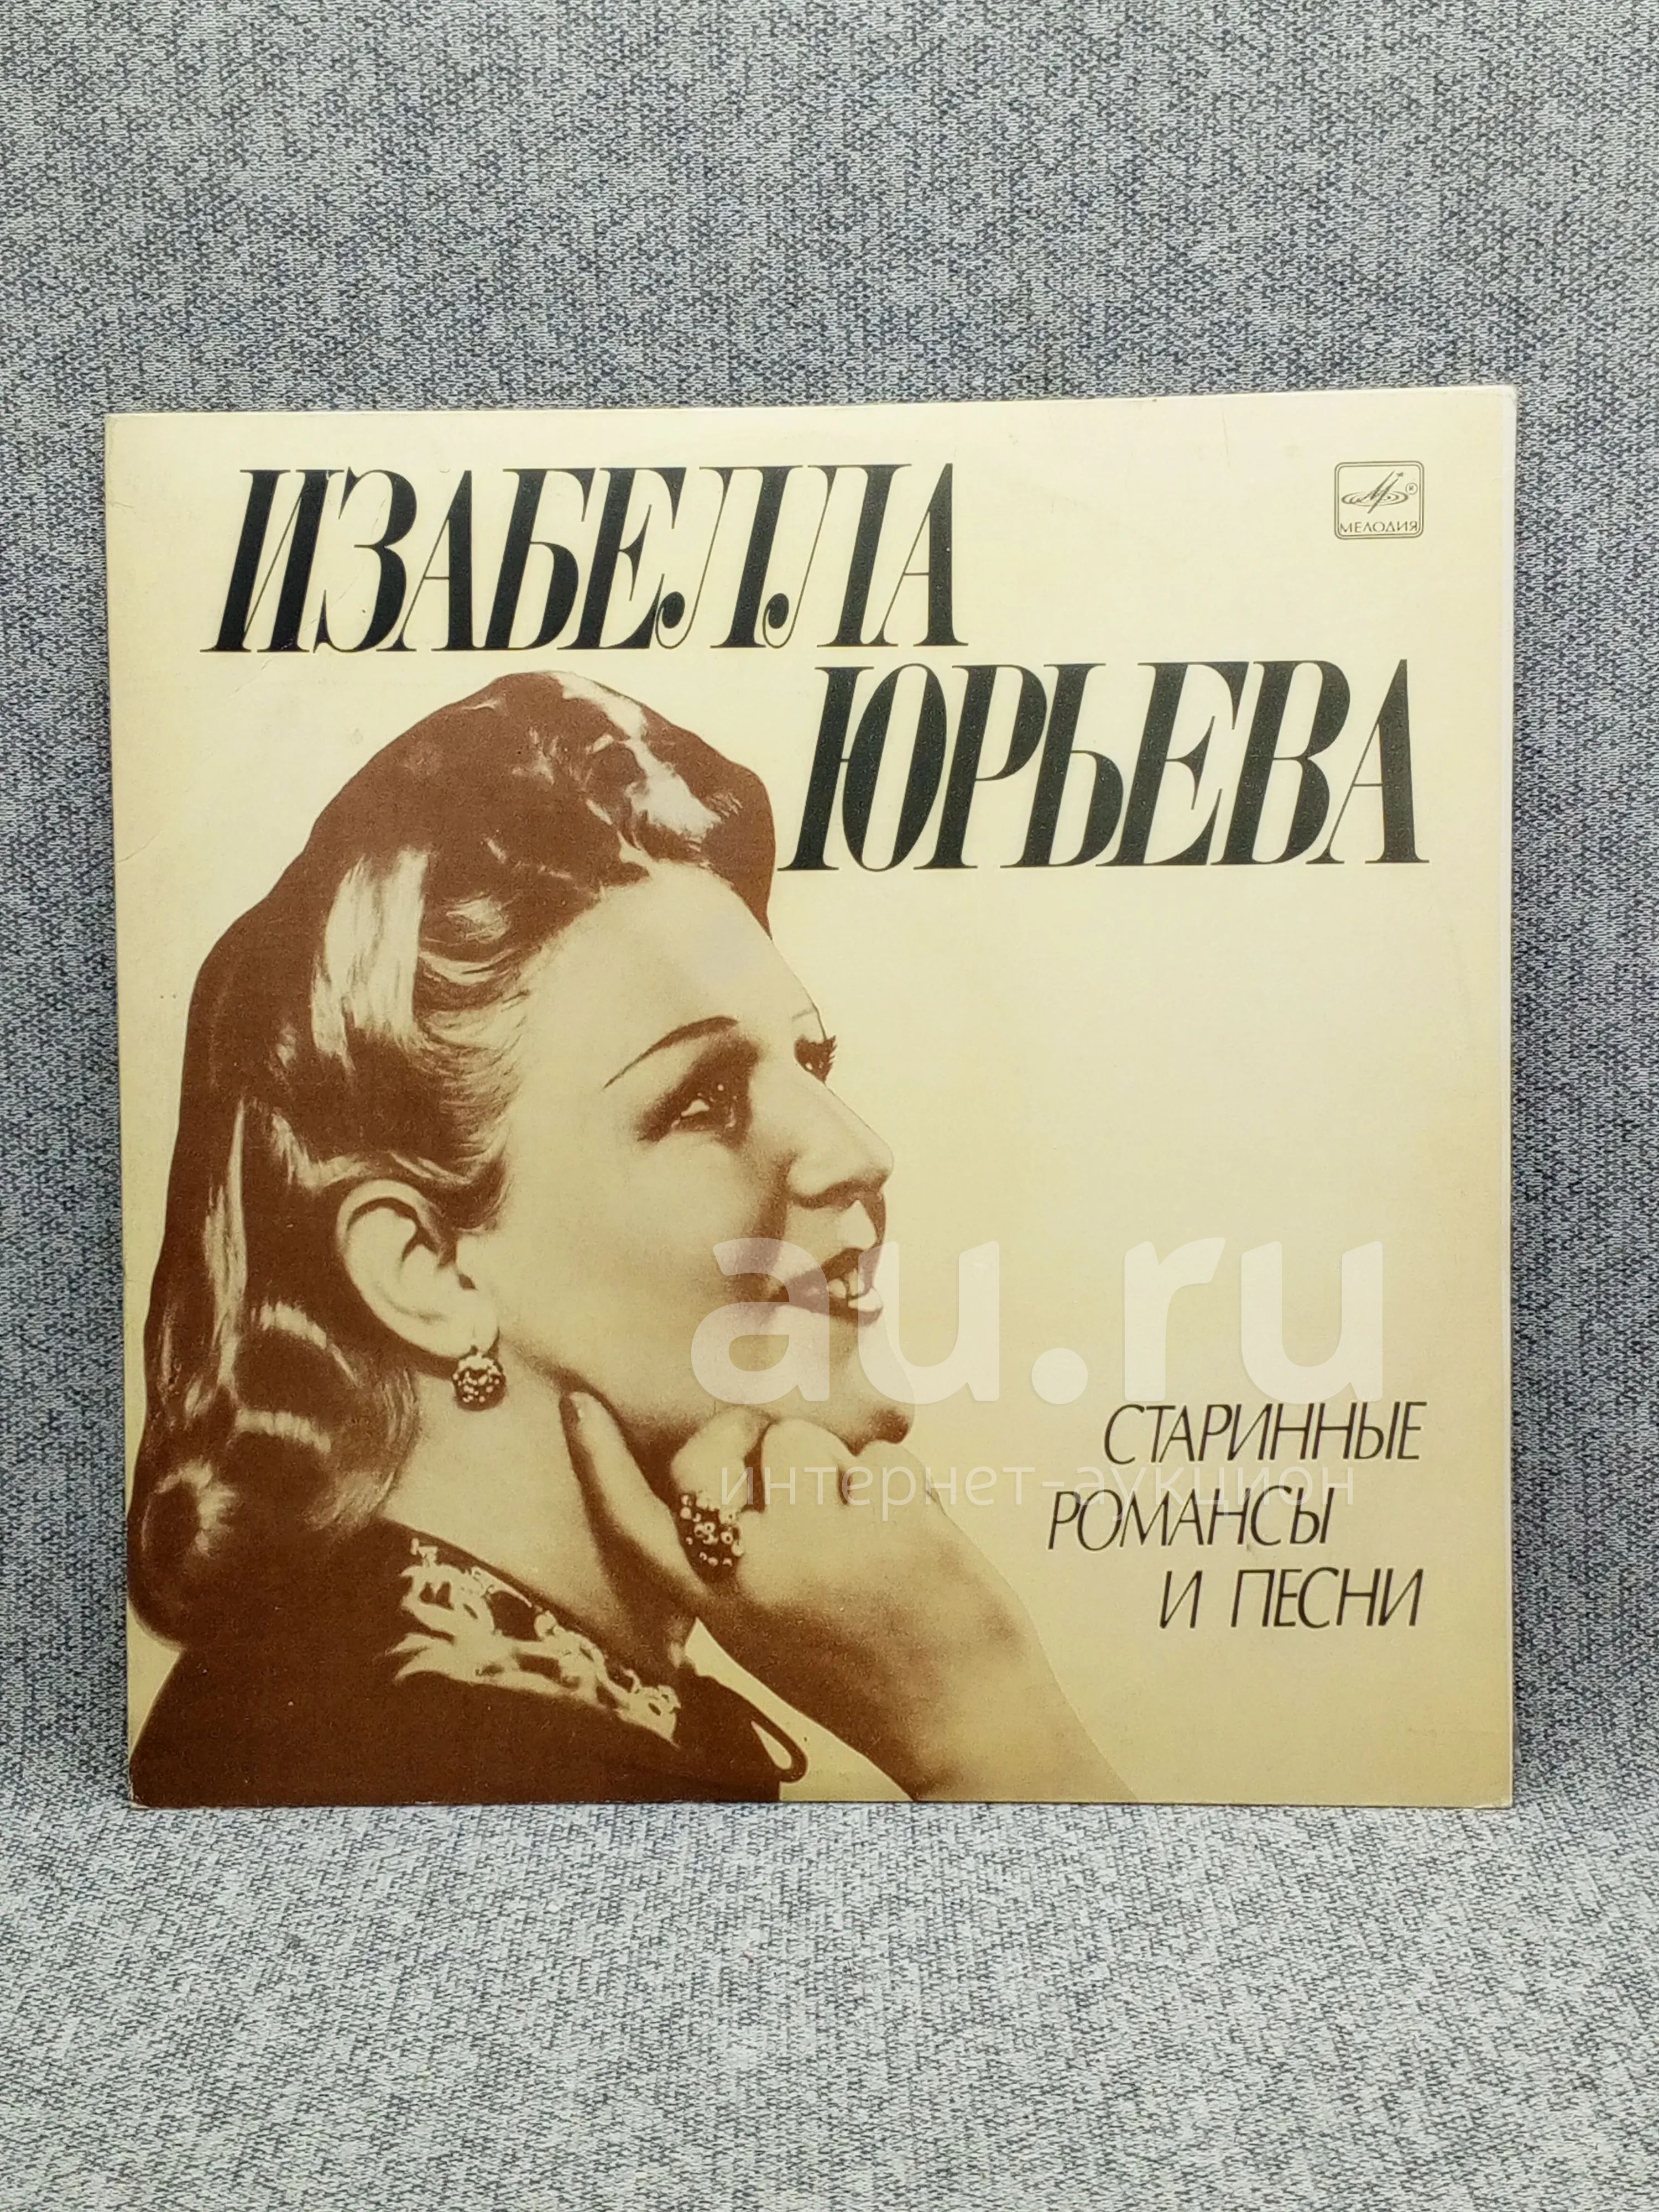 ИЗАБЕЛЛА
МЕЛОДИЯ
ЮРЬЕВА
au.ru
СТАРИННЫЕ
интернет-аукцион
РОМАНСЫ
И ПЕСНИ